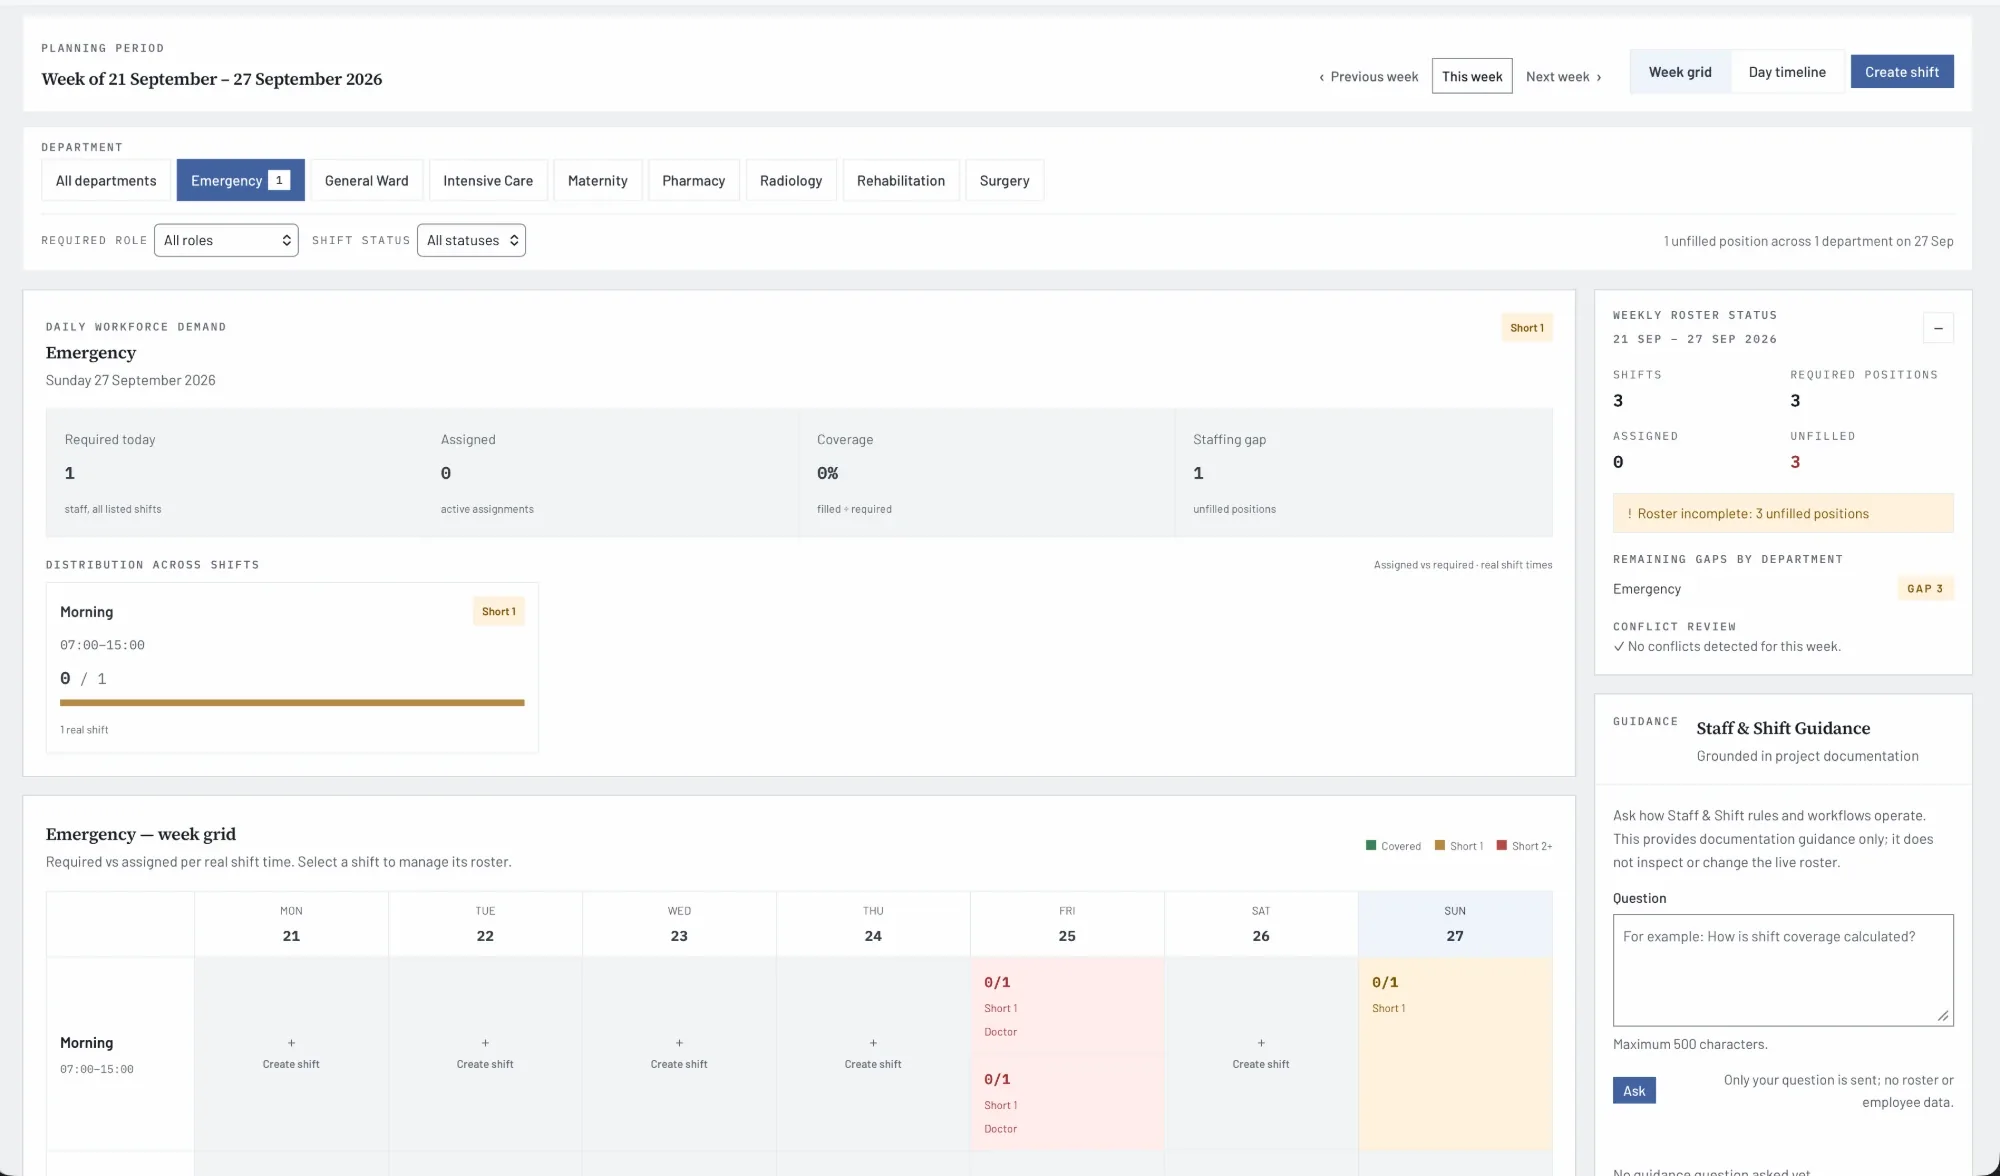 PLANNING PERIOD
Week of 21 September – 27 September 2026
‹ Previous week
This week
Next week ›
Week grid
Day timeline
Create shift
DEPARTMENT
All departments
Emergency 1
General Ward
Intensive Care
Maternity
Pharmacy
Radiology
Rehabilitation
Surgery
REQUIRED ROLE
All roles
SHIFT STATUS
All statuses
1 unfilled position across 1 department on 27 Sep
DAILY WORKFORCE DEMAND
Emergency
Sunday 27 September 2026
Short 1
Required today
1
staff, all listed shifts
Assigned
0
active assignments
Coverage
0%
filled ÷ required
Staffing gap
1
unfilled positions
DISTRIBUTION ACROSS SHIFTS
Assigned vs required · real shift times
Morning
Short 1
07:00–15:00
0 / 1
1 real shift
Emergency — week grid
Required vs assigned per real shift time. Select a shift to manage its roster.
Covered
Short 1
Short 2+
MON
21
TUE
22
WED
23
THU
24
FRI
25
SAT
26
SUN
27
Morning
07:00–15:00
+
Create shift
+
Create shift
+
Create shift
+
Create shift
0/1
Short 1
Doctor
0/1
Short 1
Doctor
+
Create shift
0/1
Short 1
WEEKLY ROSTER STATUS
21 SEP – 27 SEP 2026
–
SHIFTS
3
REQUIRED POSITIONS
3
ASSIGNED
0
UNFILLED
3
! Roster incomplete: 3 unfilled positions
REMAINING GAPS BY DEPARTMENT
Emergency
GAP 3
CONFLICT REVIEW
✓ No conflicts detected for this week.
GUIDANCE
Staff & Shift Guidance
Grounded in project documentation
Ask how Staff & Shift rules and workflows operate.
This provides documentation guidance only; it does
not inspect or change the live roster.
Question
For example: How is shift coverage calculated?
Maximum 500 characters.
Ask
Only your question is sent; no roster or
employee data.
No guidance question asked yet